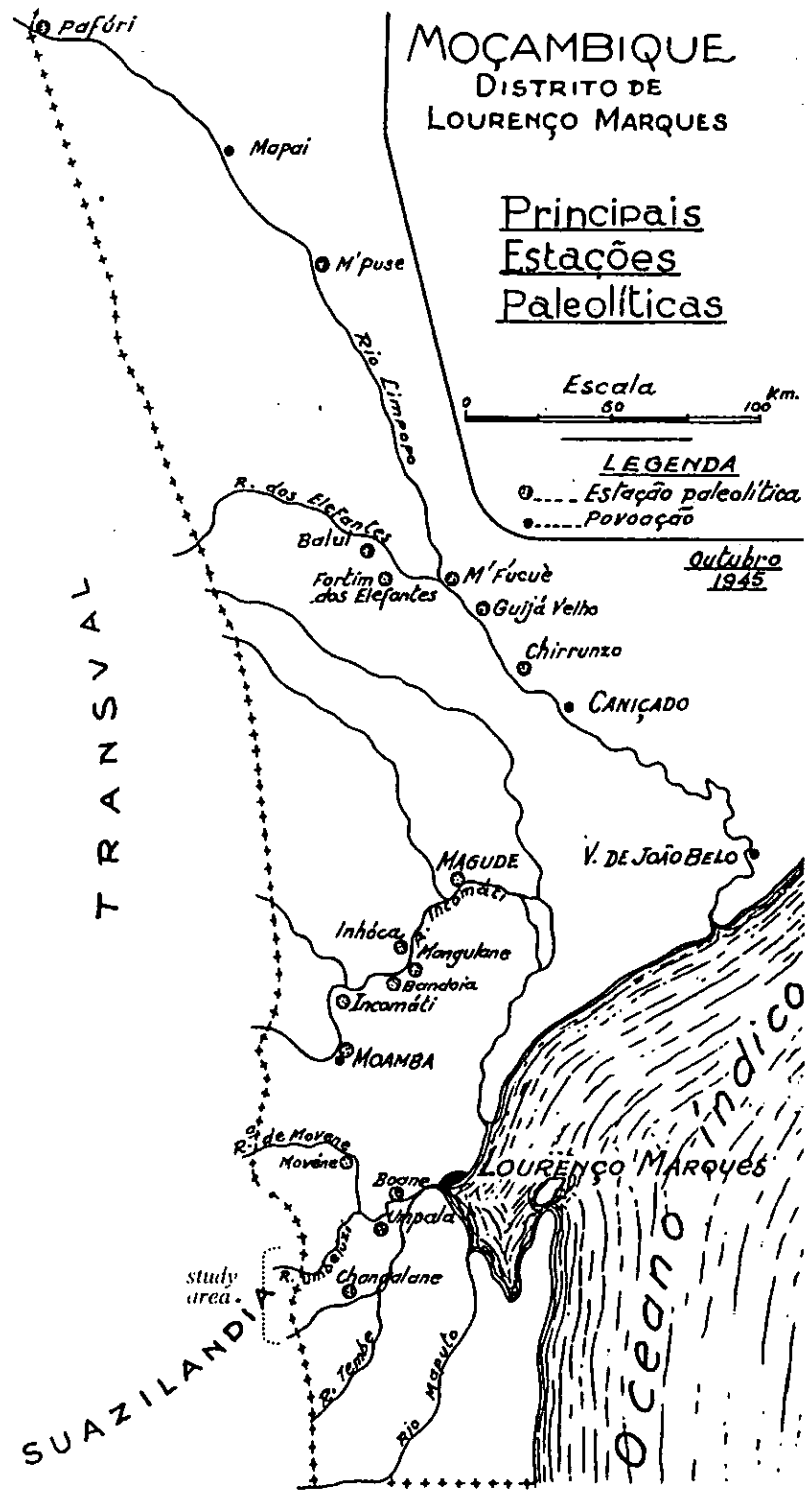 MOÇAMBIQUE
DISTRITO DE
LOURENÇO MARQUES
Principais
Estações
Paleolíticas
Escala
0 50 100 Km.
LEGENDA
Estação paleolítica
Povoação
Outubro
1945
Pafúri
Mapai
M'puse
Rio Limpopo
R. dos Elefantes
Balul
Fortim
dos Elefantes
M'Fucuè
Guijá Velho
Chirrunzo
CANIÇADO
TRANSVAL
V. DE JOÃO BELO
MAGUDE
R. Incomáti
Inhóca
Mangulane
Bandoia
Incomáti
MOAMBA
R.º de Movene
Movéne
Boane
LOURENÇO MARQUES
Umpala
R. Umbeluzi
study
area
Changalane
R. Tembe
Rio Maputo
SUAZILANDIA
Oceano Índico